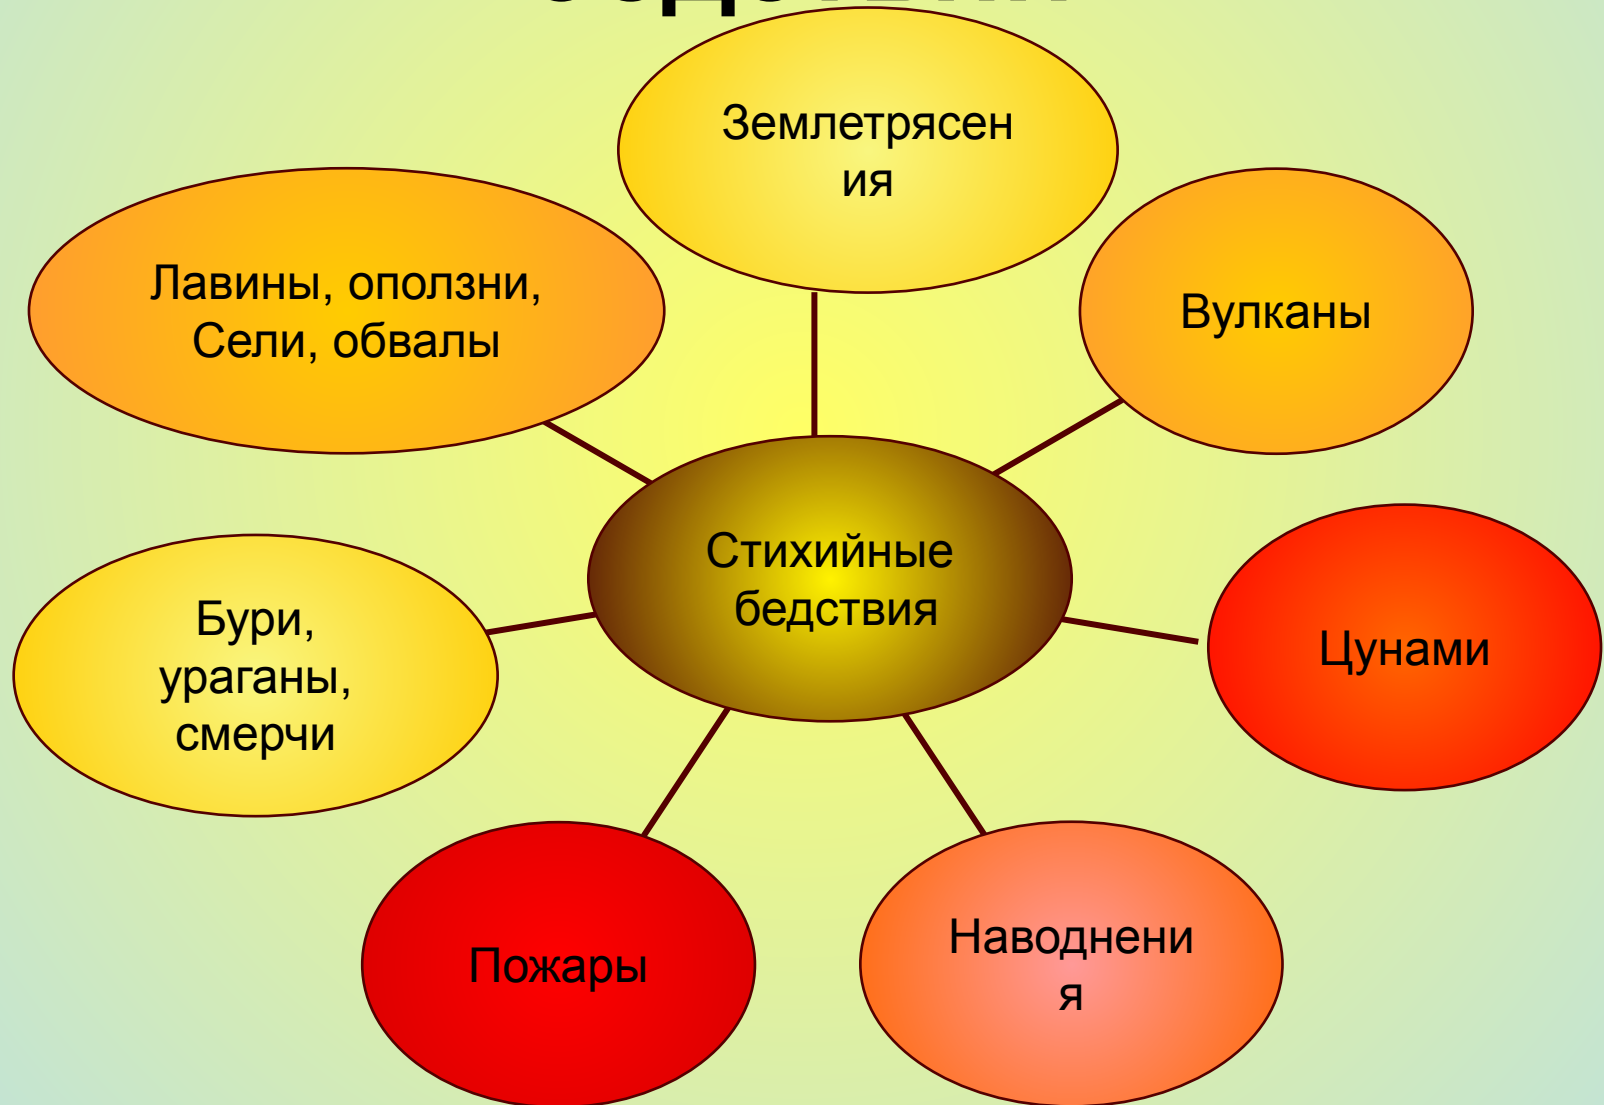 Землетрясен
ия
Лавины, оползни,
Сели, обвалы
Вулканы
Стихийные
бедствия
Бури,
ураганы,
смерчи
Цунами
Пожары
Наводнени
я